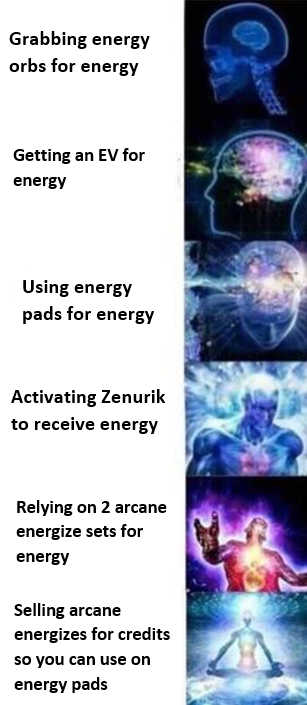 Grabbing energy
orbs for energy
Getting an EV for
energy
Using energy
pads for energy
Activating Zenurik
to receive energy
Relying on 2 arcane
energize sets for
energy
Selling arcane
energizes for credits
so you can use on
energy pads